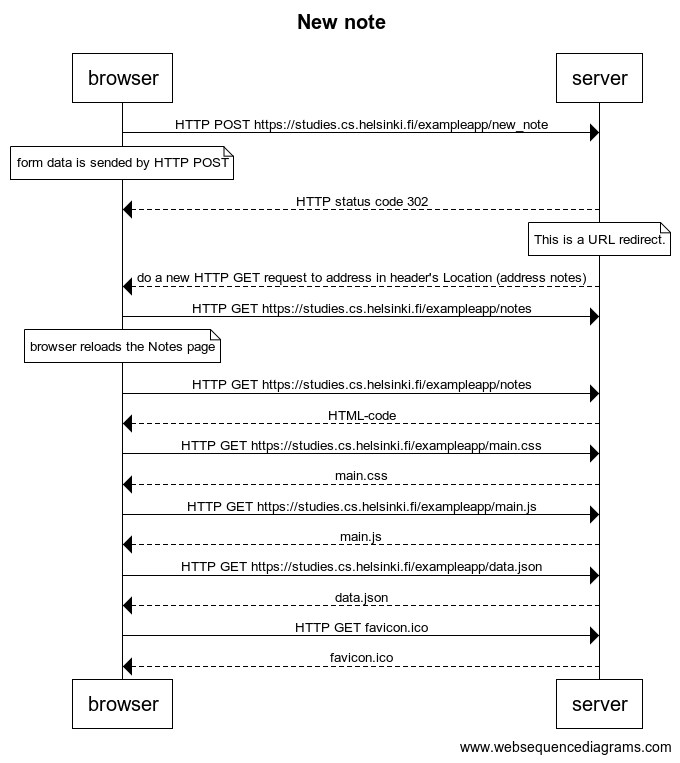 New note
browser
server
HTTP POST https://studies.cs.helsinki.fi/exampleapp/new_note
form data is sended by HTTP POST
HTTP status code 302
This is a URL redirect.
do a new HTTP GET request to address in header's Location (address notes)
HTTP GET https://studies.cs.helsinki.fi/exampleapp/notes
browser reloads the Notes page
HTTP GET https://studies.cs.helsinki.fi/exampleapp/notes
HTML-code
HTTP GET https://studies.cs.helsinki.fi/exampleapp/main.css
main.css
HTTP GET https://studies.cs.helsinki.fi/exampleapp/main.js
main.js
HTTP GET https://studies.cs.helsinki.fi/exampleapp/data.json
data.json
HTTP GET favicon.ico
favicon.ico
browser
server
www.websequencediagrams.com